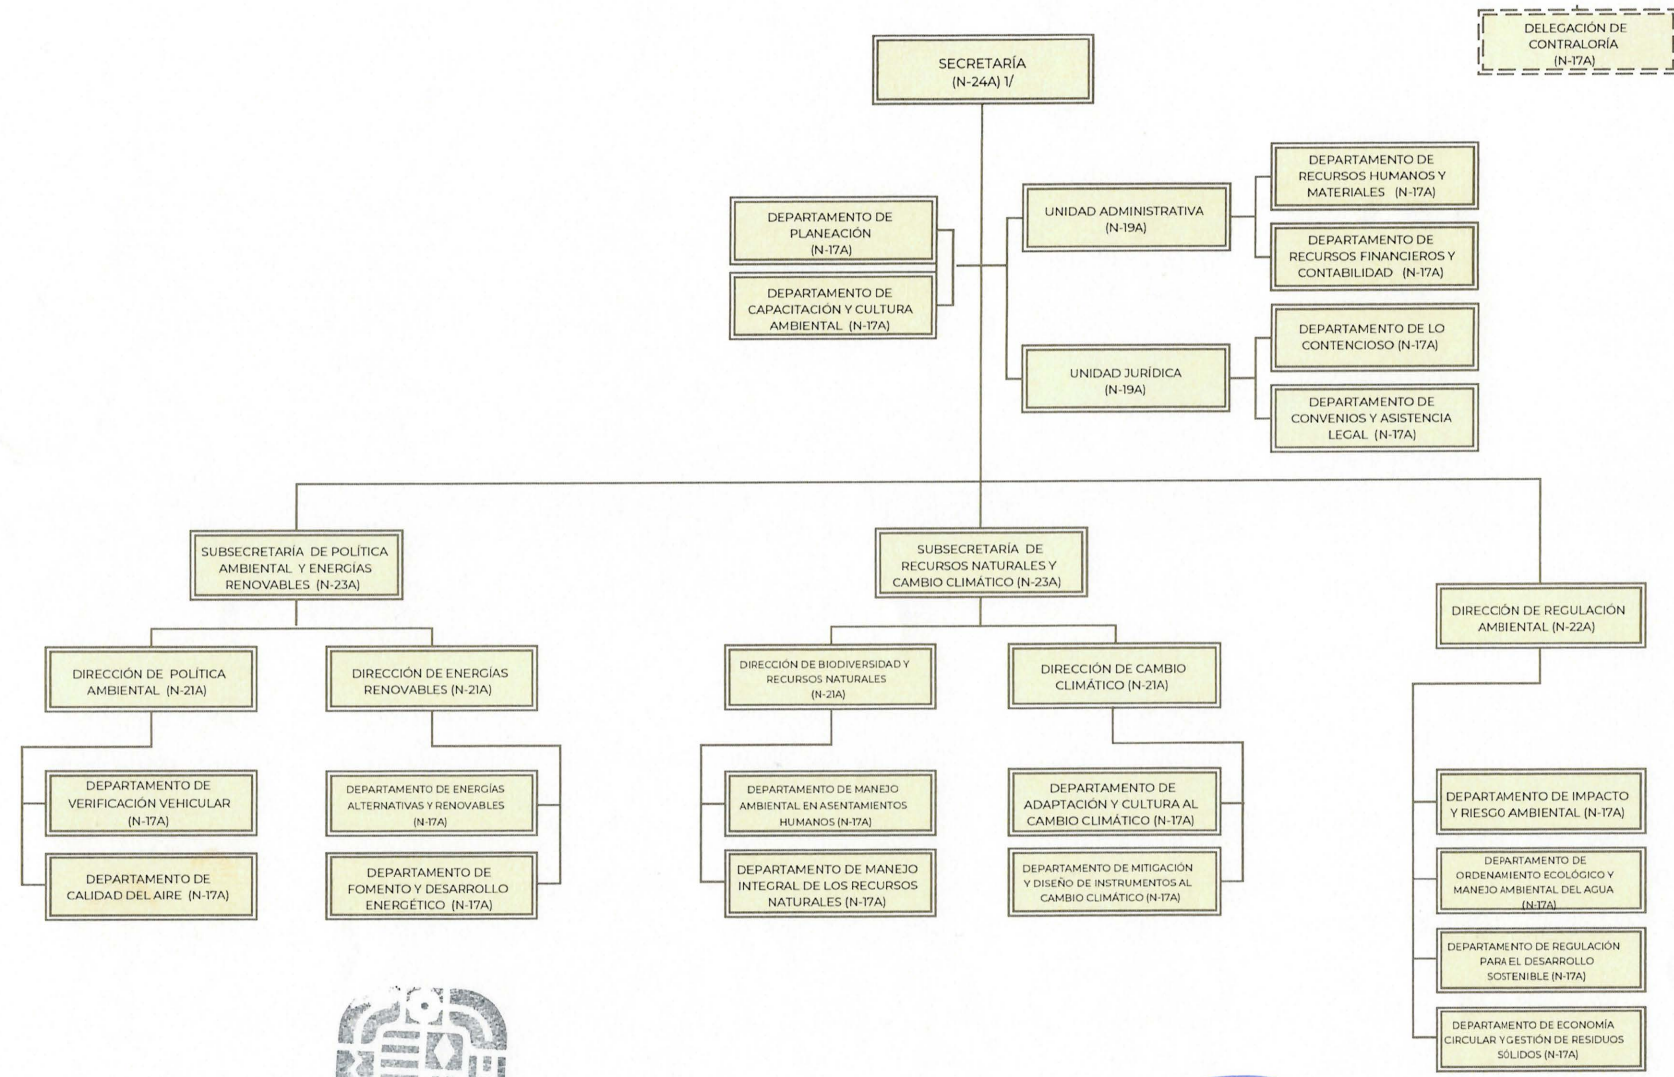 DELEGACIÓN DE
CONTRALORÍA
(N-17A)
SECRETARÍA
(N-24A) 1/
DEPARTAMENTO DE
PLANEACIÓN
(N-17A)
DEPARTAMENTO DE
CAPACITACIÓN Y CULTURA
AMBIENTAL (N-17A)
UNIDAD ADMINISTRATIVA
(N-19A)
DEPARTAMENTO DE
RECURSOS HUMANOS Y
MATERIALES (N-17A)
DEPARTAMENTO DE
RECURSOS FINANCIEROS Y
CONTABILIDAD (N-17A)
UNIDAD JURÍDICA
(N-19A)
DEPARTAMENTO DE LO
CONTENCIOSO (N-17A)
DEPARTAMENTO DE
CONVENIOS Y ASISTENCIA
LEGAL (N-17A)
SUBSECRETARÍA DE POLÍTICA
AMBIENTAL Y ENERGÍAS
RENOVABLES (N-23A)
SUBSECRETARÍA DE
RECURSOS NATURALES Y
CAMBIO CLIMÁTICO (N-23A)
DIRECCIÓN DE REGULACIÓN
AMBIENTAL (N-22A)
DIRECCIÓN DE POLÍTICA
AMBIENTAL (N-21A)
DIRECCIÓN DE ENERGÍAS
RENOVABLES (N-21A)
DIRECCIÓN DE BIODIVERSIDAD Y
RECURSOS NATURALES
(N-21A)
DIRECCIÓN DE CAMBIO
CLIMÁTICO (N-21A)
DEPARTAMENTO DE
VERIFICACIÓN VEHICULAR
(N-17A)
DEPARTAMENTO DE
CALIDAD DEL AIRE (N-17A)
DEPARTAMENTO DE ENERGÍAS
ALTERNATIVAS Y RENOVABLES
(N-17A)
DEPARTAMENTO DE
FOMENTO Y DESARROLLO
ENERGÉTICO (N-17A)
DEPARTAMENTO DE MANEJO
AMBIENTAL EN ASENTAMIENTOS
HUMANOS (N-17A)
DEPARTAMENTO DE MANEJO
INTEGRAL DE LOS RECURSOS
NATURALES (N-17A)
DEPARTAMENTO DE
ADAPTACIÓN Y CULTURA AL
CAMBIO CLIMÁTICO (N-17A)
DEPARTAMENTO DE MITIGACIÓN
Y DISEÑO DE INSTRUMENTOS AL
CAMBIO CLIMÁTICO (N-17A)
DEPARTAMENTO DE IMPACTO
Y RIESGO AMBIENTAL (N-17A)
DEPARTAMENTO DE
ORDENAMIENTO ECOLÓGICO Y
MANEJO AMBIENTAL DEL AGUA
(N-17A)
DEPARTAMENTO DE REGULACIÓN
PARA EL DESARROLLO
SOSTENIBLE (N-17A)
DEPARTAMENTO DE ECONOMÍA
CIRCULAR Y GESTIÓN DE RESIDUOS
SÓLIDOS (N-17A)